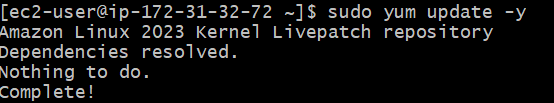 [ec2-user@ip-172-31-32-72 ~]$ sudo yum update -y
Amazon Linux 2023 Kernel Livepatch repository
Dependencies resolved.
Nothing to do.
Complete!